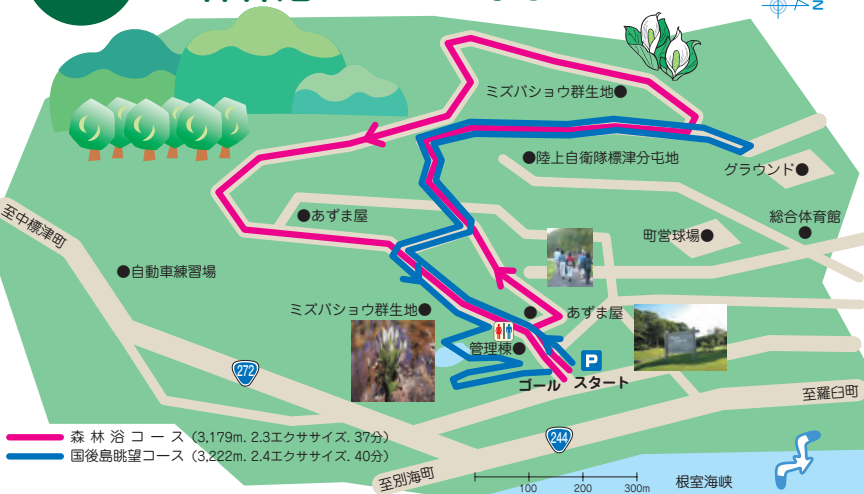 N
ミズバショウ群生地
陸上自衛隊標津分屯地
グラウンド
総合体育館
町営球場
あずま屋
至中標津町
自動車練習場
ミズバショウ群生地
あずま屋
管理棟
P
ゴール スタート
272
至羅臼町
244
森林浴コース (3,179m. 2.3エクササイズ. 37分)
国後島眺望コース (3,222m. 2.4エクササイズ. 40分)
至別海町
100 200 300m
根室海峡